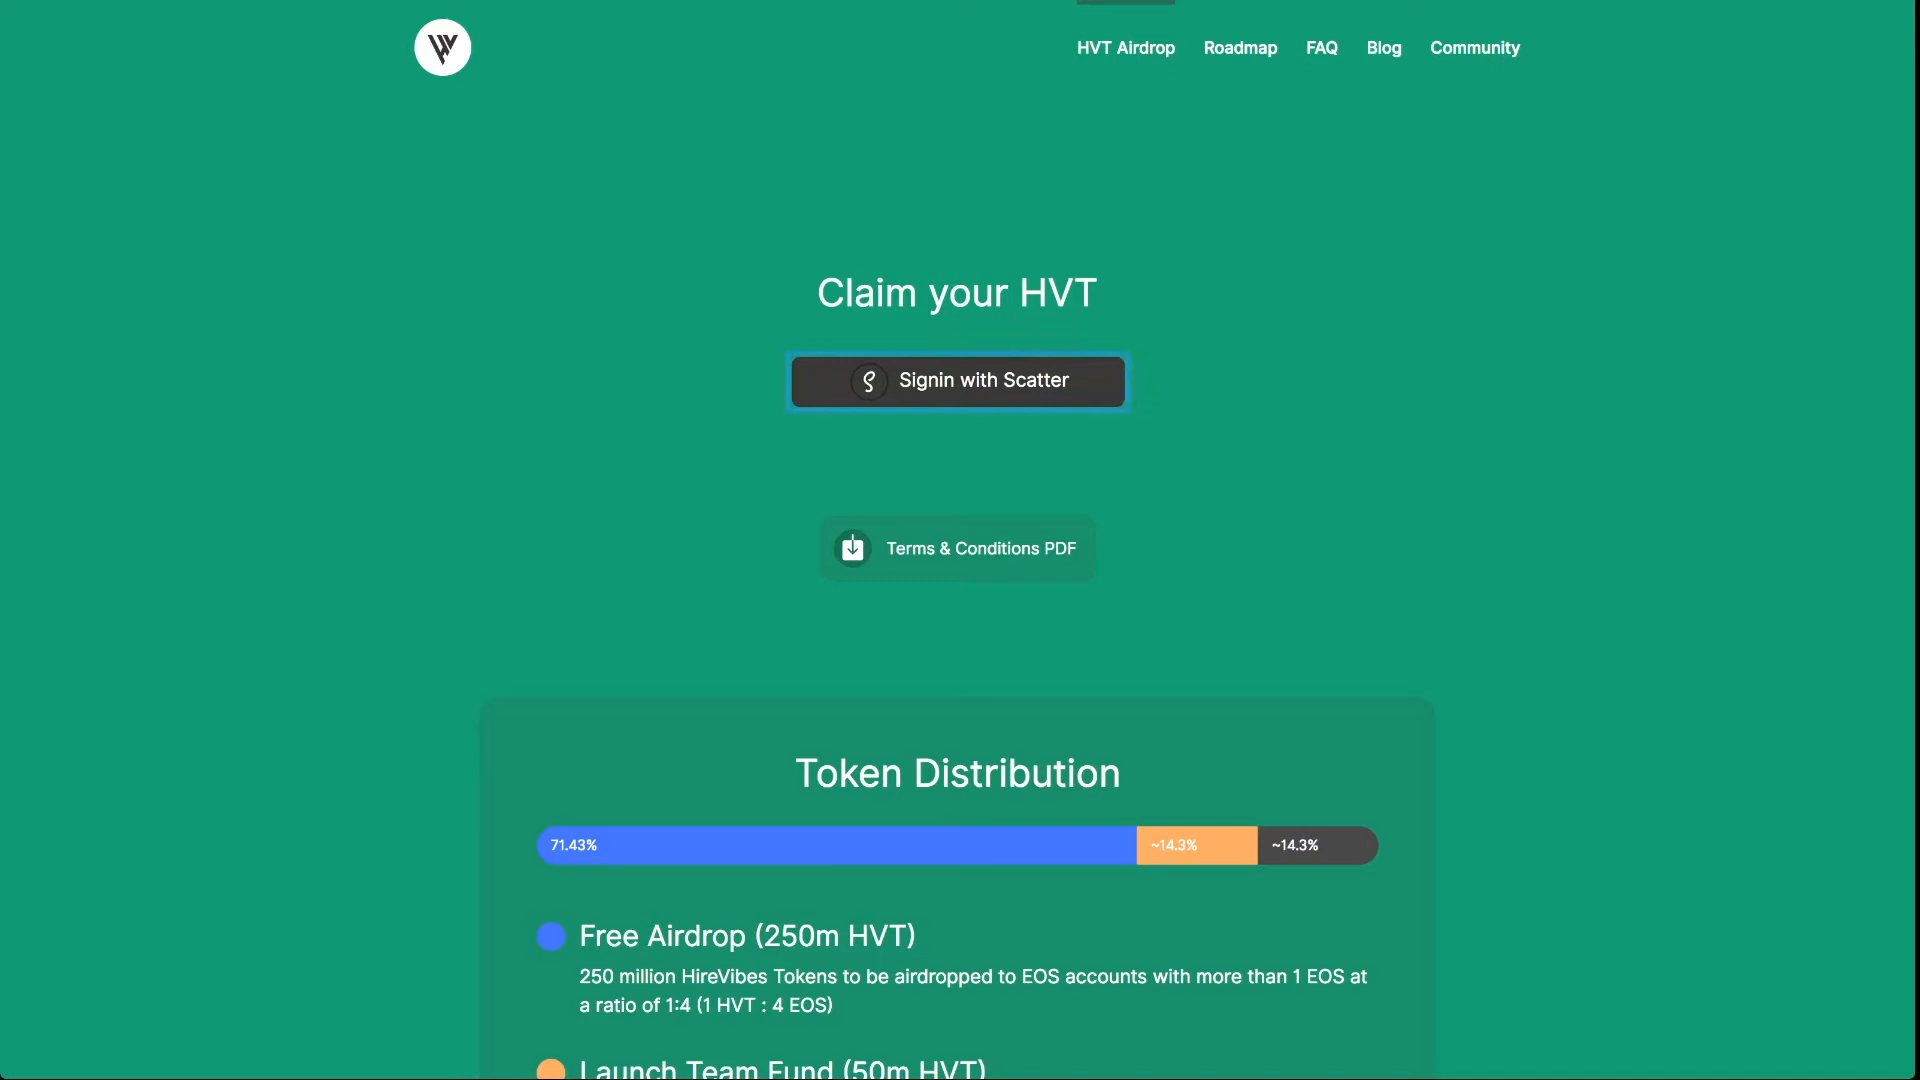 HVT Airdrop
Roadmap
FAQ
Blog
Community
Claim your HVT
Signin with Scatter
Terms & Conditions PDF
Token Distribution
71.43%
~14.3%
~14.3%
Free Airdrop (250m HVT)
250 million HireVibes Tokens to be airdropped to EOS accounts with more than 1 EOS at
a ratio of 1:4 (1 HVT : 4 EOS)
Launch Team Fund (50m HVT)